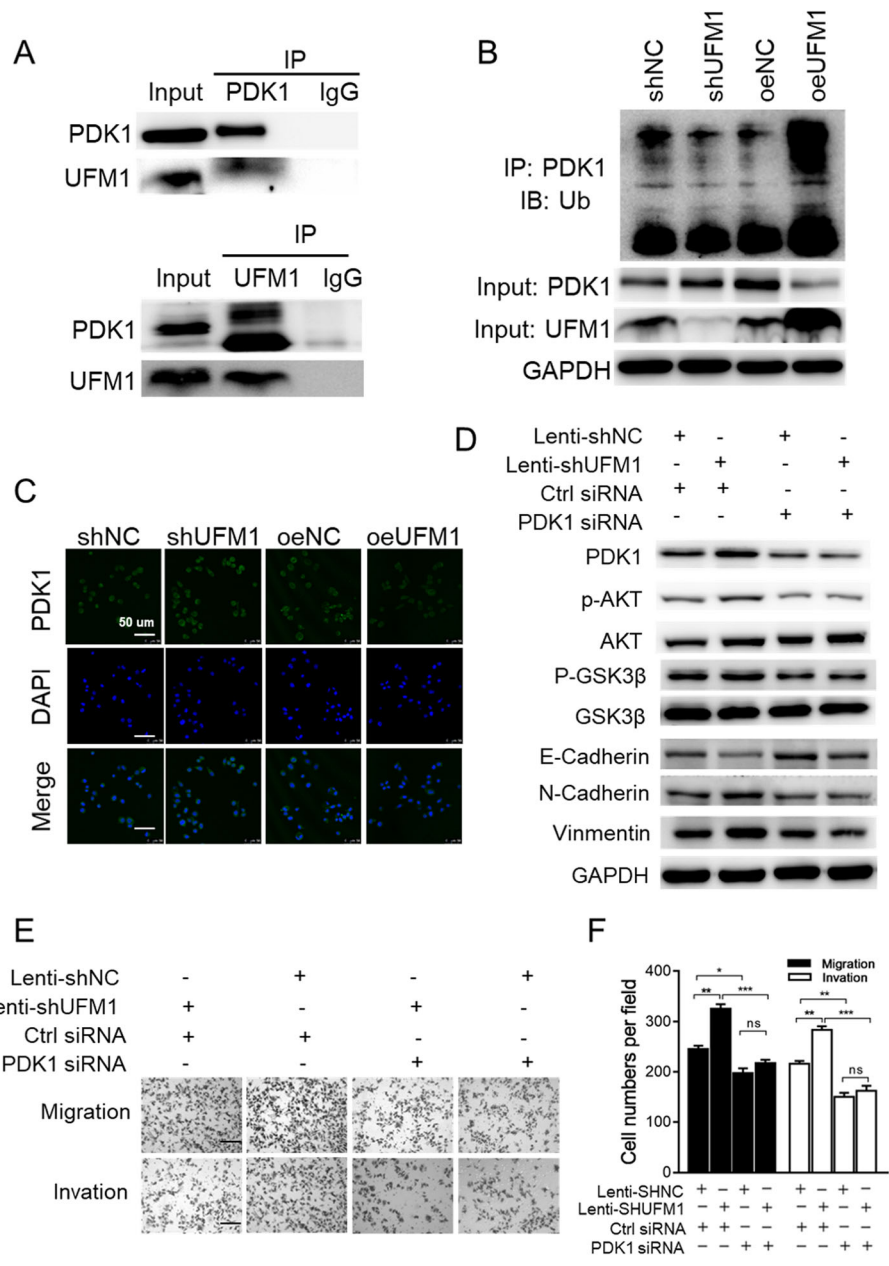 A
IP
Input PDK1 IgG
PDK1
UFM1
IP
Input UFM1 IgG
PDK1
UFM1
B
shNC shUFM1 oeNC oeUFM1
IP: PDK1
IB: Ub
Input: PDK1
Input: UFM1
GAPDH
C
shNC shUFM1 oeNC oeUFM1
PDK1
50 um
DAPI
Merge
D
Lenti-shNC + - + -
Lenti-shUFM1 - + - +
Ctrl siRNA + + - -
PDK1 siRNA - - + +
PDK1
p-AKT
AKT
P-GSK3β
GSK3β
E-Cadherin
N-Cadherin
Vinmentin
GAPDH
E
Lenti-shNC - + - +
enti-shUFM1 + - + -
Ctrl siRNA + + - -
PDK1 siRNA - - + +
Migration
Invation
F
Migration
Invation
Cell numbers per field
400
300
200
100
0
* ** *** ns
** ** *** ns
Lenti-SHNC + − + − + − + −
Lenti-SHUFM1 − + − + − + − +
Ctrl siRNA + + − − + + − −
PDK1 siRNA − − + + − − + +